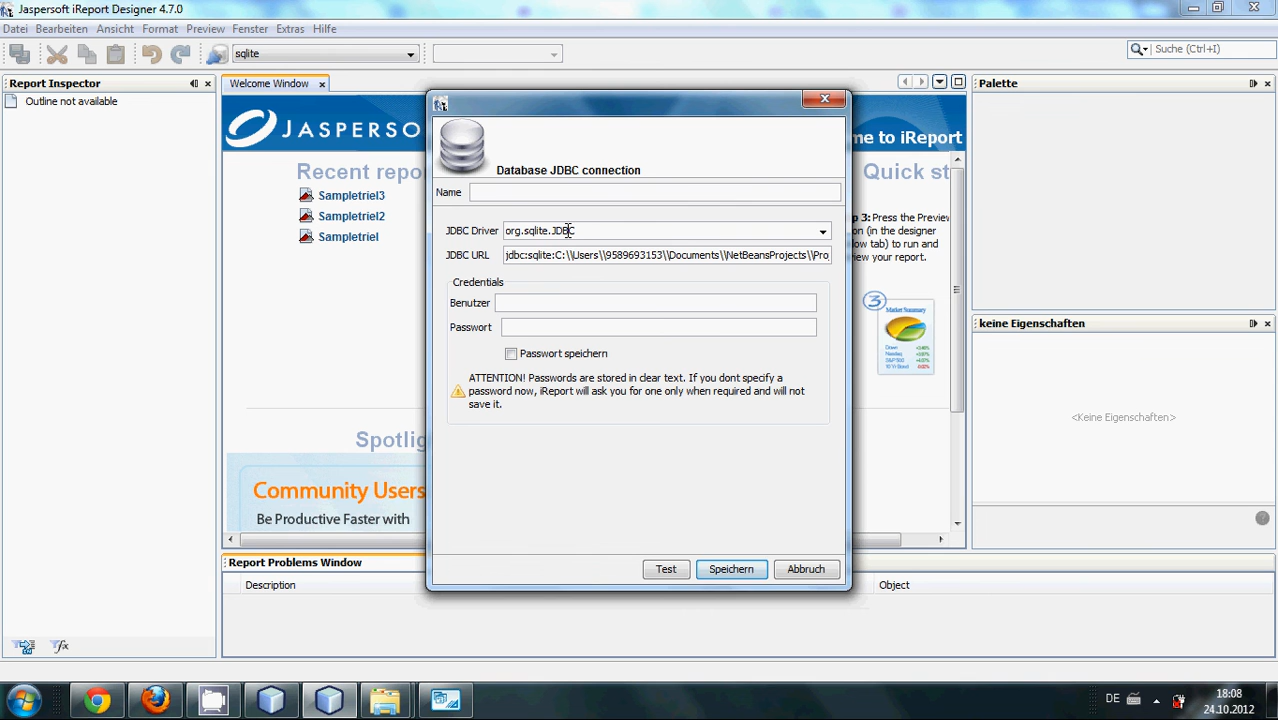 Jaspersoft iReport Designer 4.7.0
Datei Bearbeiten Ansicht Format Preview Fenster Extras Hilfe
sqlite
Suche (Ctrl+I)
Report Inspector
Welcome Window
Palette
Outline not available
JASPERSO
me to iReport
Recent repo
Quick st
Sampletriel3
Sampletriel2
Sampletriel
p 3: Press the Preview
on (in the designer
low tab) to run and
iew your report.
3
Market Summary
Database JDBC connection
Name
JDBC Driver org.sqlite.JDBC
JDBC URL jdbc:sqlite:C:\\Users\\9589693153\\Documents\\NetBeansProjects\\Pro
Credentials
Benutzer
Passwort
Passwort speichern
ATTENTION! Passwords are stored in clear text. If you dont specify a
password now, iReport will ask you for one only when required and will not
save it.
Test Speichern Abbruch
keine Eigenschaften
<Keine Eigenschaften>
Spotlig
Community Users
Be Productive Faster with
Report Problems Window
Description
Object
DE
18:08
24.10.2012